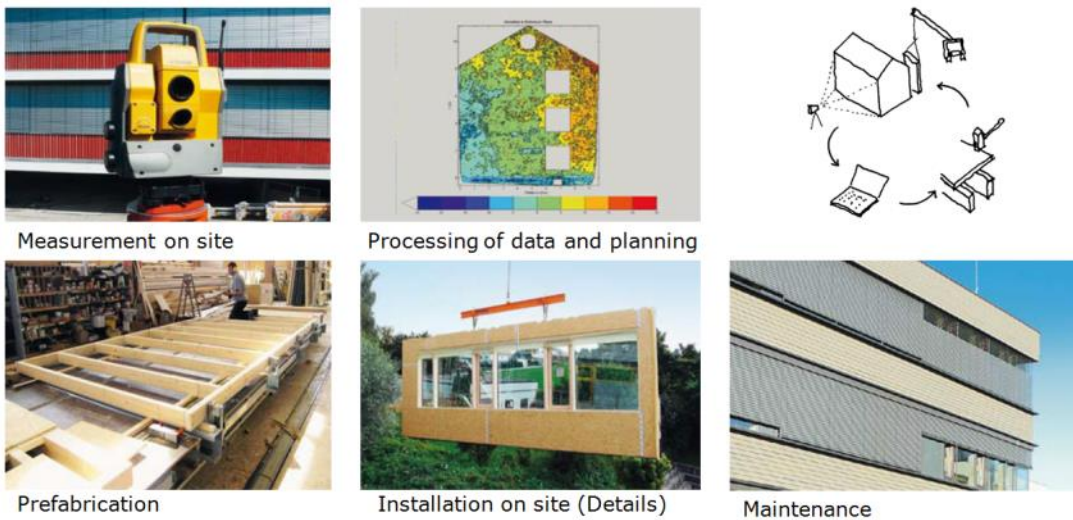 Measurement on site
Processing of data and planning
Prefabrication
Installation on site (Details)
Maintenance